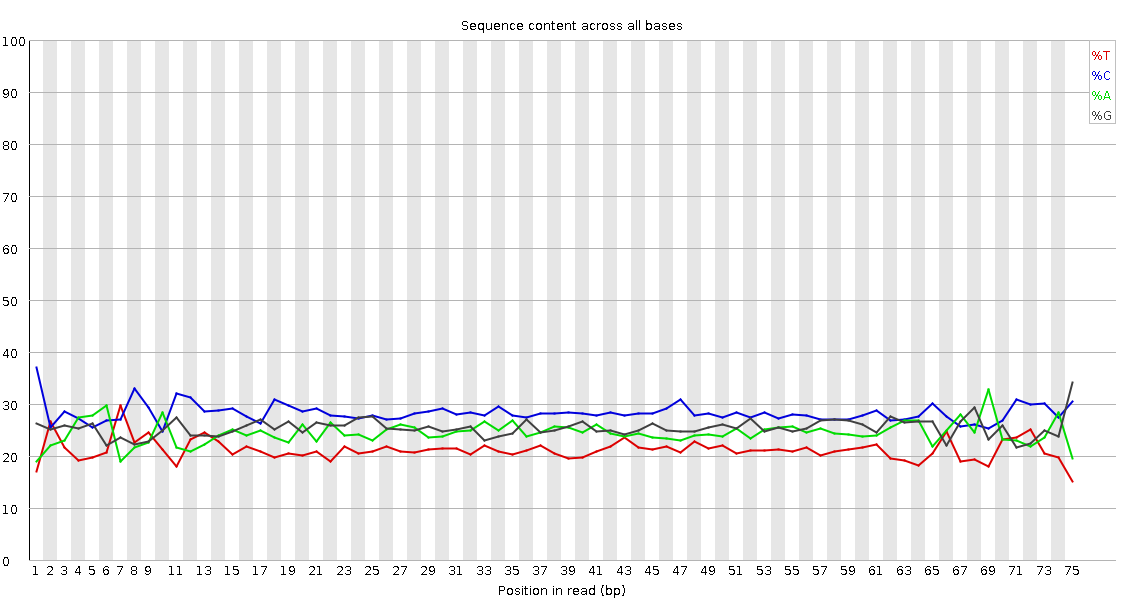 Sequence content across all bases
100
90
80
70
60
50
40
30
20
10
0
%T
%C
%A
%G
1 2 3 4 5 6 7 8 9 11 13 15 17 19 21 23 25 27 29 31 33 35 37 39 41 43 45 47 49 51 53 55 57 59 61 63 65 67 69 71 73 75
Position in read (bp)